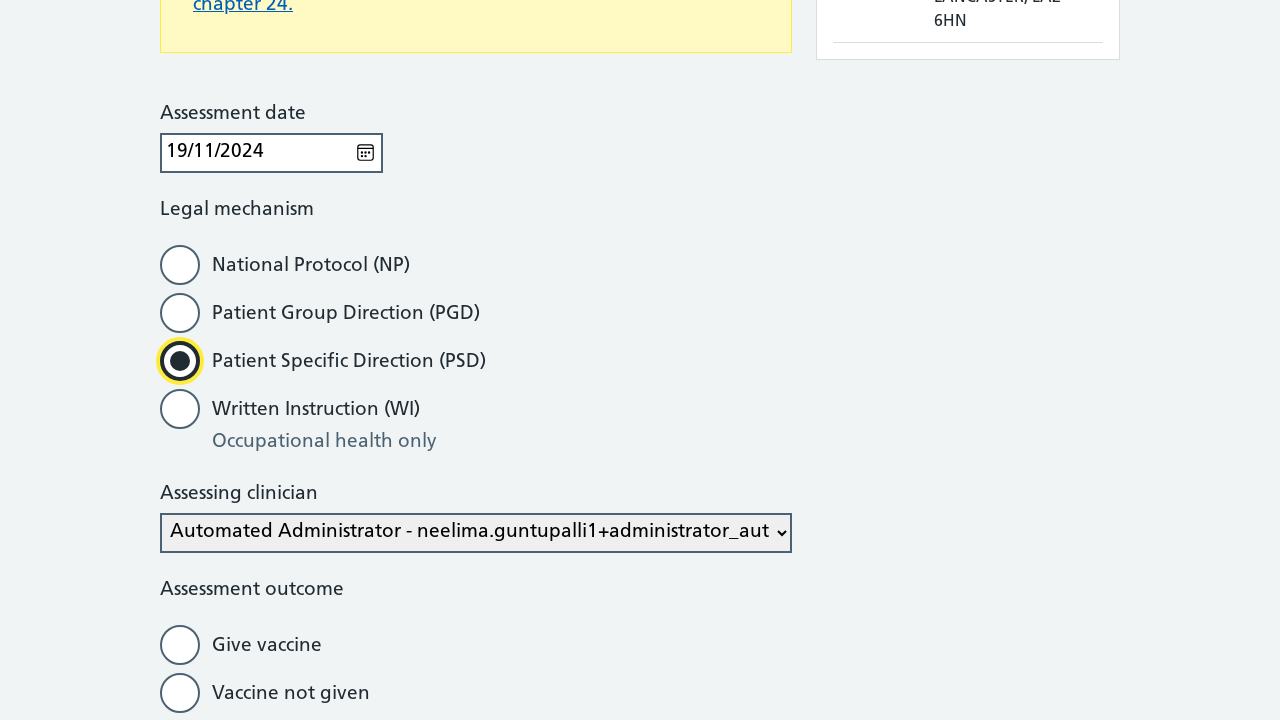 chapter 24.
6HN
Assessment date
19/11/2024
Legal mechanism
National Protocol (NP)
Patient Group Direction (PGD)
Patient Specific Direction (PSD)
Written Instruction (WI)
Occupational health only
Assessing clinician
Automated Administrator - neelima.guntupalli1+administrator_aut
Assessment outcome
Give vaccine
Vaccine not given